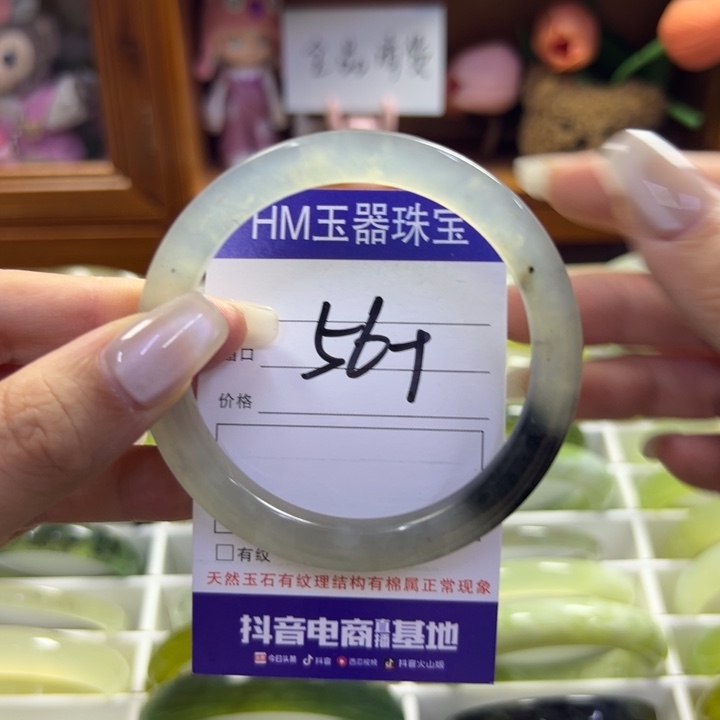 HM玉器珠宝
窗口
价格
有纹
天然玉石有纹理结构有棉属正常现象
抖音电商直播基地
今日头条 抖音 西瓜视频 抖音火山版